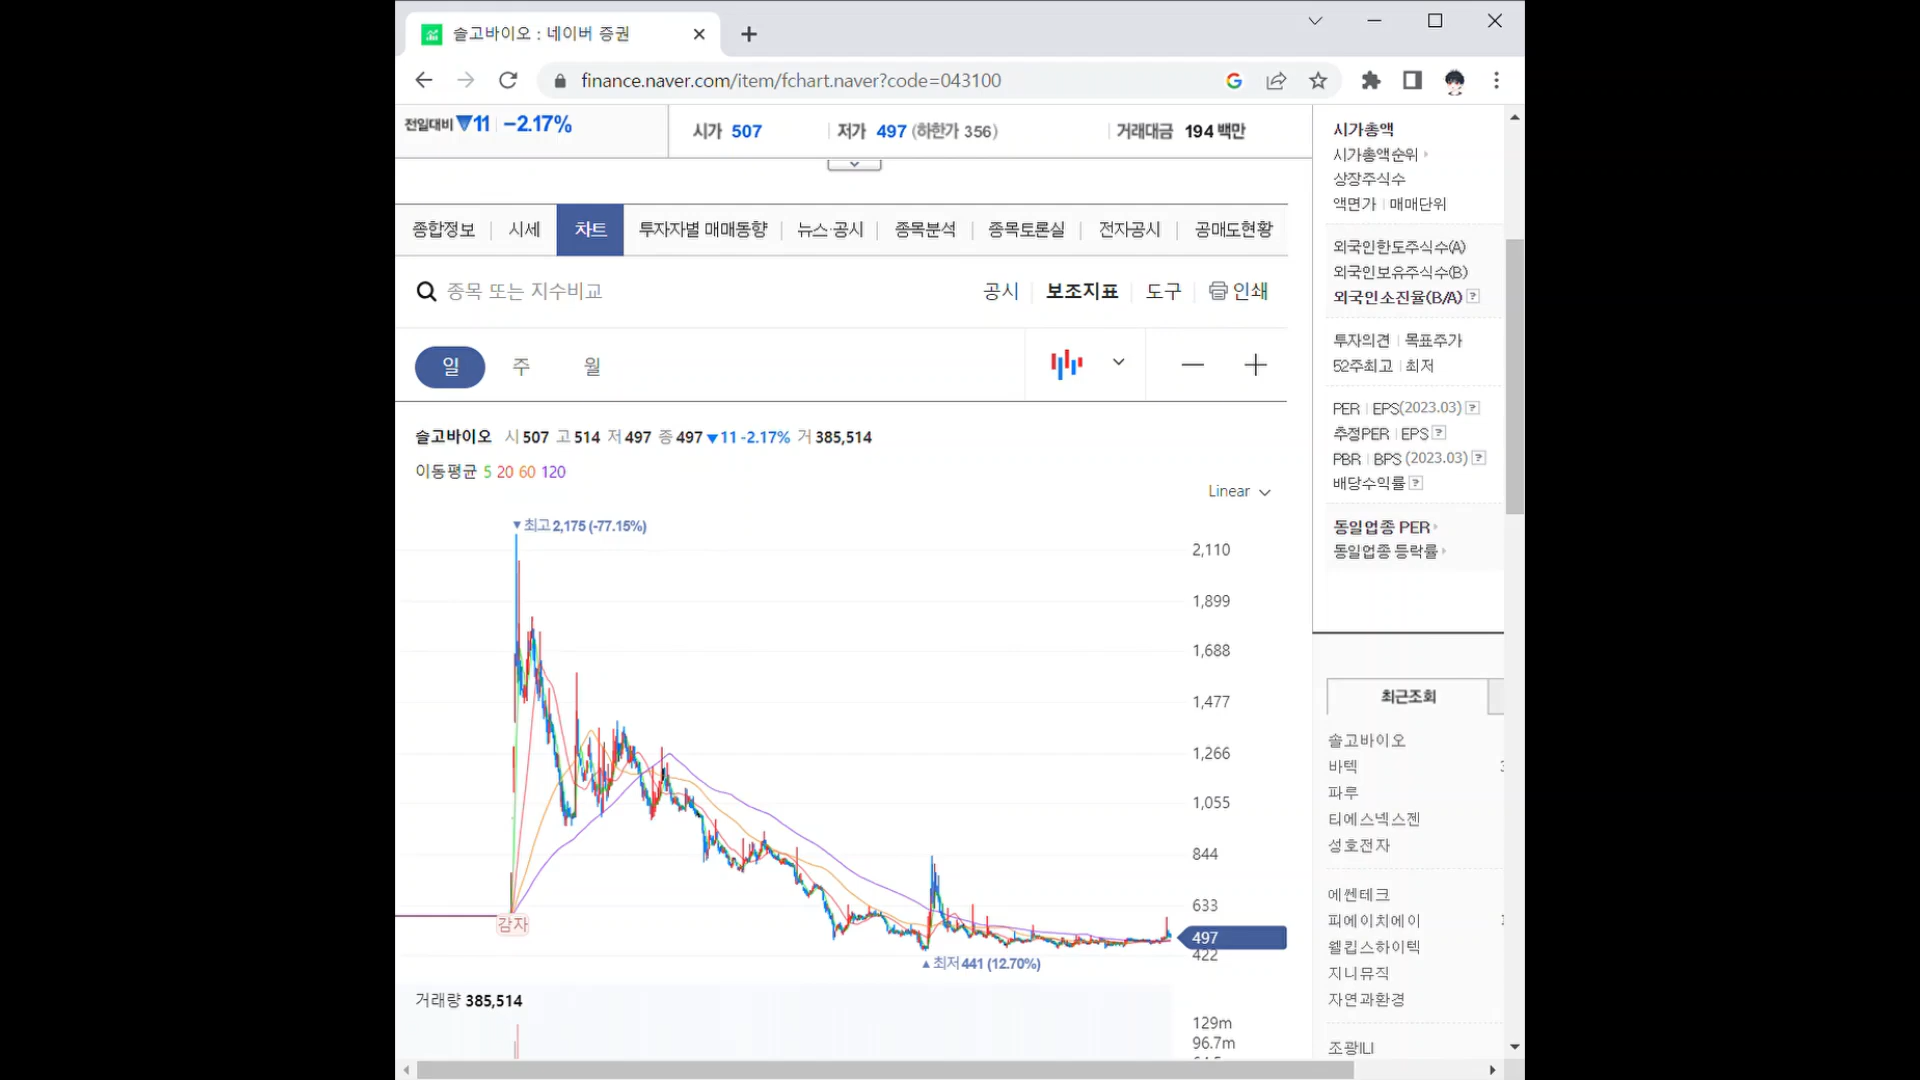 솔고바이오 : 네이버 증권
finance.naver.com/item/fchart.naver?code=043100
전일대비 ▼11 | -2.17%
시가 507 | 저가 497 (하한가 356) | 거래대금 194 백만
종합정보 | 시세 차트 투자자별 매매동향 | 뉴스·공시 | 종목분석 | 종목토론실 | 전자공시 | 공매도현황
종목 또는 지수비교
공시 | 보조지표 | 도구 | 인쇄
일 주 월
솔고바이오 시 507 고 514 저 497 종 497 ▼11 -2.17% 거 385,514
이동평균 5 20 60 120
Linear
▼최고 2,175 (-77.15%)
2,110
1,899
1,688
1,477
1,266
1,055
844
633
497
422
감자
▲최저 441 (12.70%)
거래량 385,514
129m
96.7m
시가총액
시가총액순위
상장주식수
액면가 | 매매단위
외국인한도주식수(A)
외국인보유주식수(B)
외국인소진율(B/A) ?
투자의견 | 목표주가
52주최고 | 최저
PER | EPS(2023.03) ?
추정PER | EPS ?
PBR | BPS (2023.03) ?
배당수익률 ?
동일업종 PER
동일업종 등락률
최근조회
솔고바이오
바텍
파루
티에스넥스젠
성호전자
에쎈테크
피에이치에이
웰킵스하이텍
지니뮤직
자연과환경
조광ILI